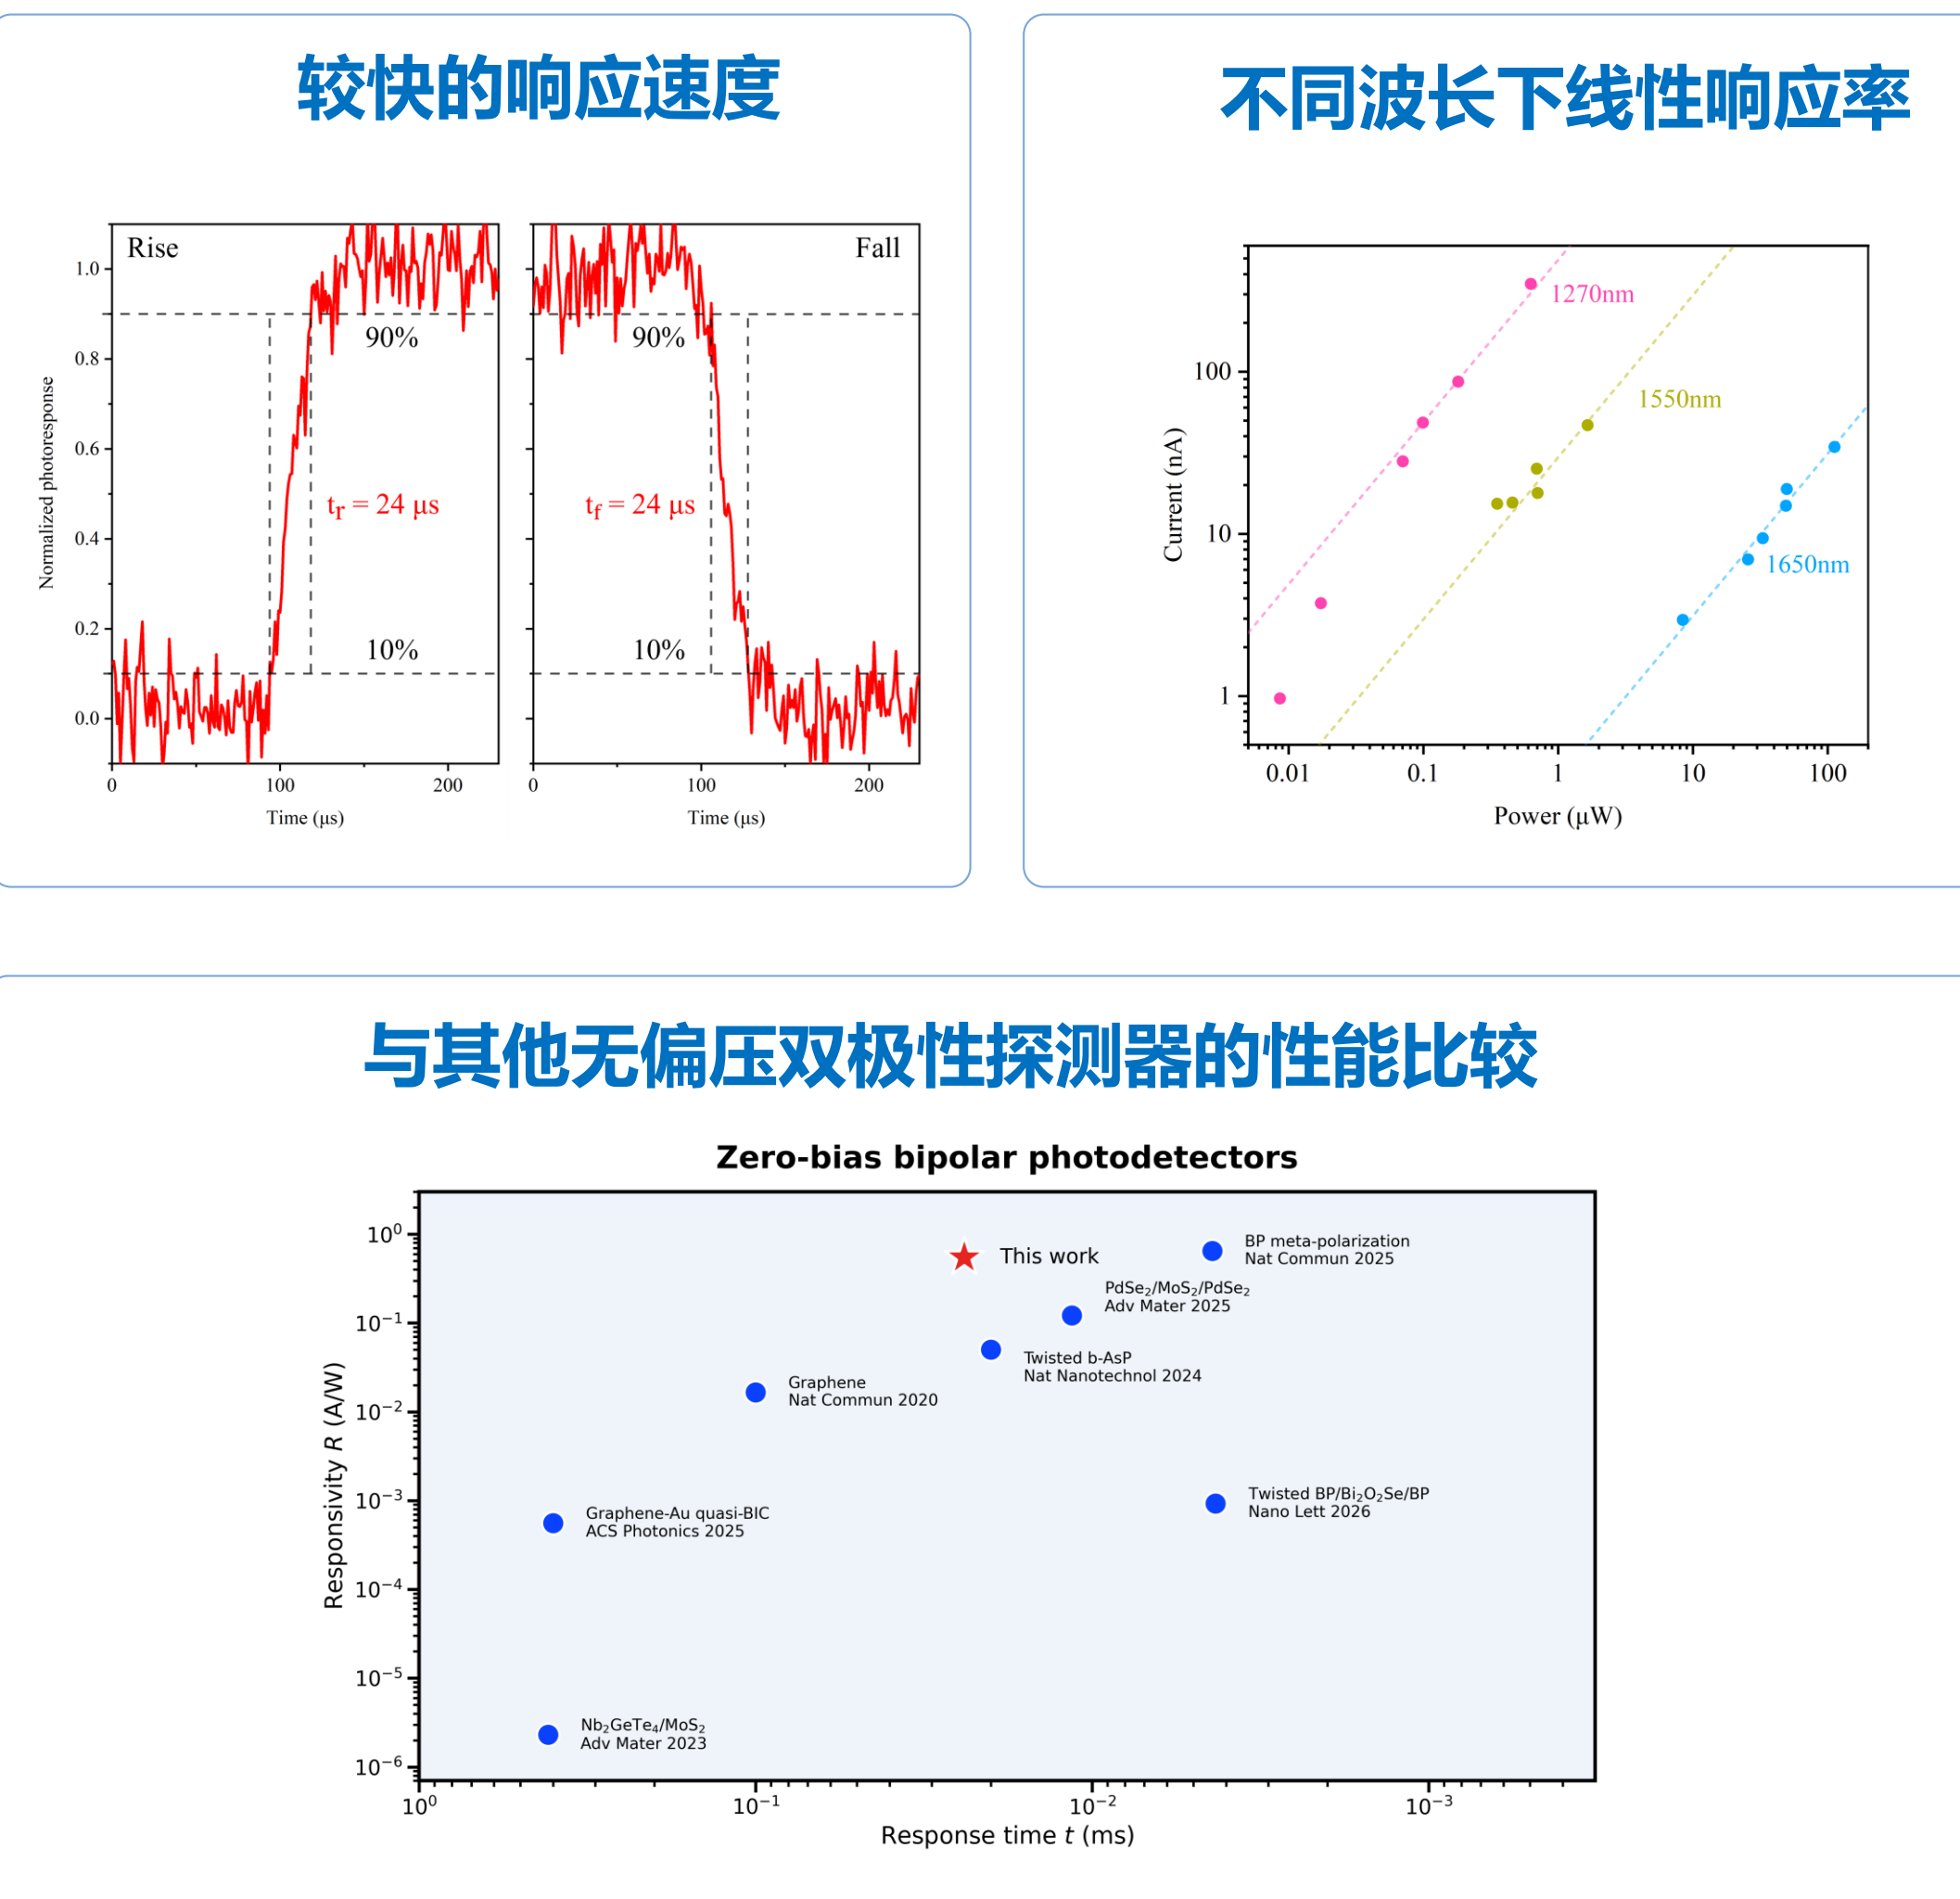 较快的响应速度
Rise
Fall
1.0
0.8
0.6
0.4
0.2
0.0
90%
90%
tr = 24 μs
tf = 24 μs
10%
10%
Normalized photoresponse
0
100
200
0
100
200
Time (μs)
Time (μs)
不同波长下线性响应率
1270nm
1550nm
1650nm
100
10
1
Current (nA)
0.01
0.1
1
10
100
Power (μW)
与其他无偏压双极性探测器的性能比较
Zero-bias bipolar photodetectors
10⁰
10⁻¹
10⁻²
10⁻³
10⁻⁴
10⁻⁵
10⁻⁶
Responsivity R (A/W)
This work
BP meta-polarization
Nat Commun 2025
PdSe₂/MoS₂/PdSe₂
Adv Mater 2025
Twisted b-AsP
Nat Nanotechnol 2024
Graphene
Nat Commun 2020
Twisted BP/Bi₂O₂Se/BP
Nano Lett 2026
Graphene-Au quasi-BIC
ACS Photonics 2025
Nb₂GeTe₄/MoS₂
Adv Mater 2023
10⁰
10⁻¹
10⁻²
10⁻³
Response time t (ms)